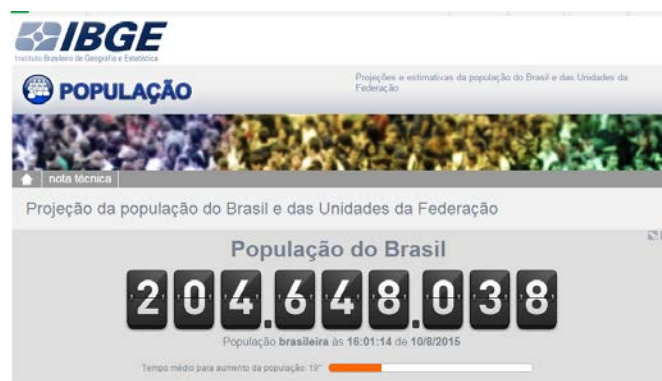 IBGE
Instituto Brasileiro de Geografia e Estatística
POPULAÇÃO
Projeções e estimativas da população do Brasil e das Unidades da
Federação
nota técnica
Projeção da população do Brasil e das Unidades da Federação
População do Brasil
204.648.038
População brasileira às 16:01:14 de 10/8/2015
Tempo médio para aumento da população: 19"